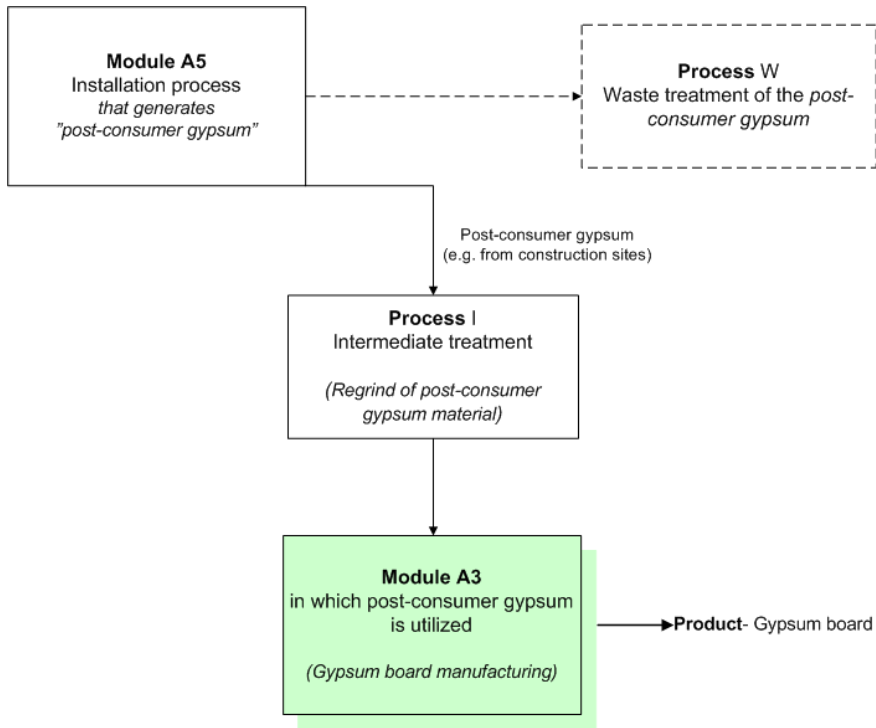 Module A5
Installation process
that generates
”post-consumer gypsum”
Process W
Waste treatment of the post-
consumer gypsum
Post-consumer gypsum
(e.g. from construction sites)
Process I
Intermediate treatment
(Regrind of post-consumer
gypsum material)
Module A3
in which post-consumer gypsum
is utilized
(Gypsum board manufacturing)
Product- Gypsum board